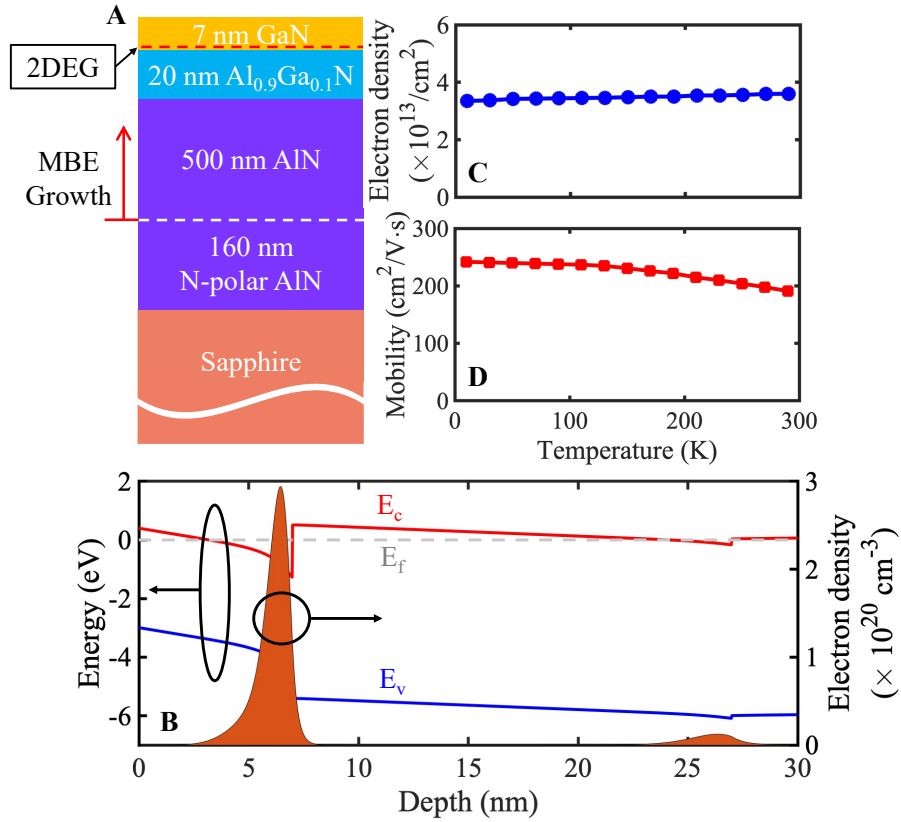 A
7 nm GaN
2DEG
20 nm Al0.9Ga0.1N
500 nm AlN
MBE
Growth
160 nm
N-polar AlN
Sapphire
Electron density
(×10^13/cm^2)
6
4
2
0
C
Mobility (cm^2/V·s)
300
200
100
0
D
0
100
200
300
Temperature (K)
Energy (eV)
2
0
-2
-4
-6
Ec
Ef
Ev
B
3
2
1
0
Electron density
(× 10^20 cm^-3)
0
5
10
15
20
25
30
Depth (nm)